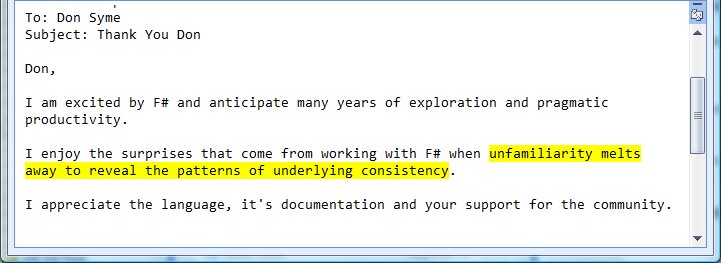 To: Don Syme
Subject: Thank You Don
Don,
I am excited by F# and anticipate many years of exploration and pragmatic
productivity.
I enjoy the surprises that come from working with F# when unfamiliarity melts
away to reveal the patterns of underlying consistency.
I appreciate the language, it's documentation and your support for the community.